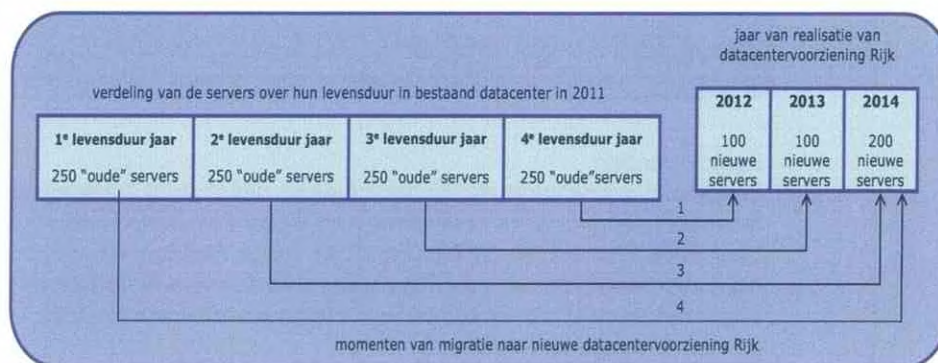 jaar van realisatie van
datacentervoorziening Rijk
verdeling van de servers over hun levensduur in bestaand datacenter in 2011
1e levensduur jaar
250 "oude" servers
2e levensduur jaar
250 "oude" servers
3e levensduur jaar
250 "oude" servers
4e levensduur jaar
250 "oude"servers
2012
100
nieuwe
servers
2013
100
nieuwe
servers
2014
200
nieuwe
servers
1
2
3
4
momenten van migratie naar nieuwe datacentervoorziening Rijk